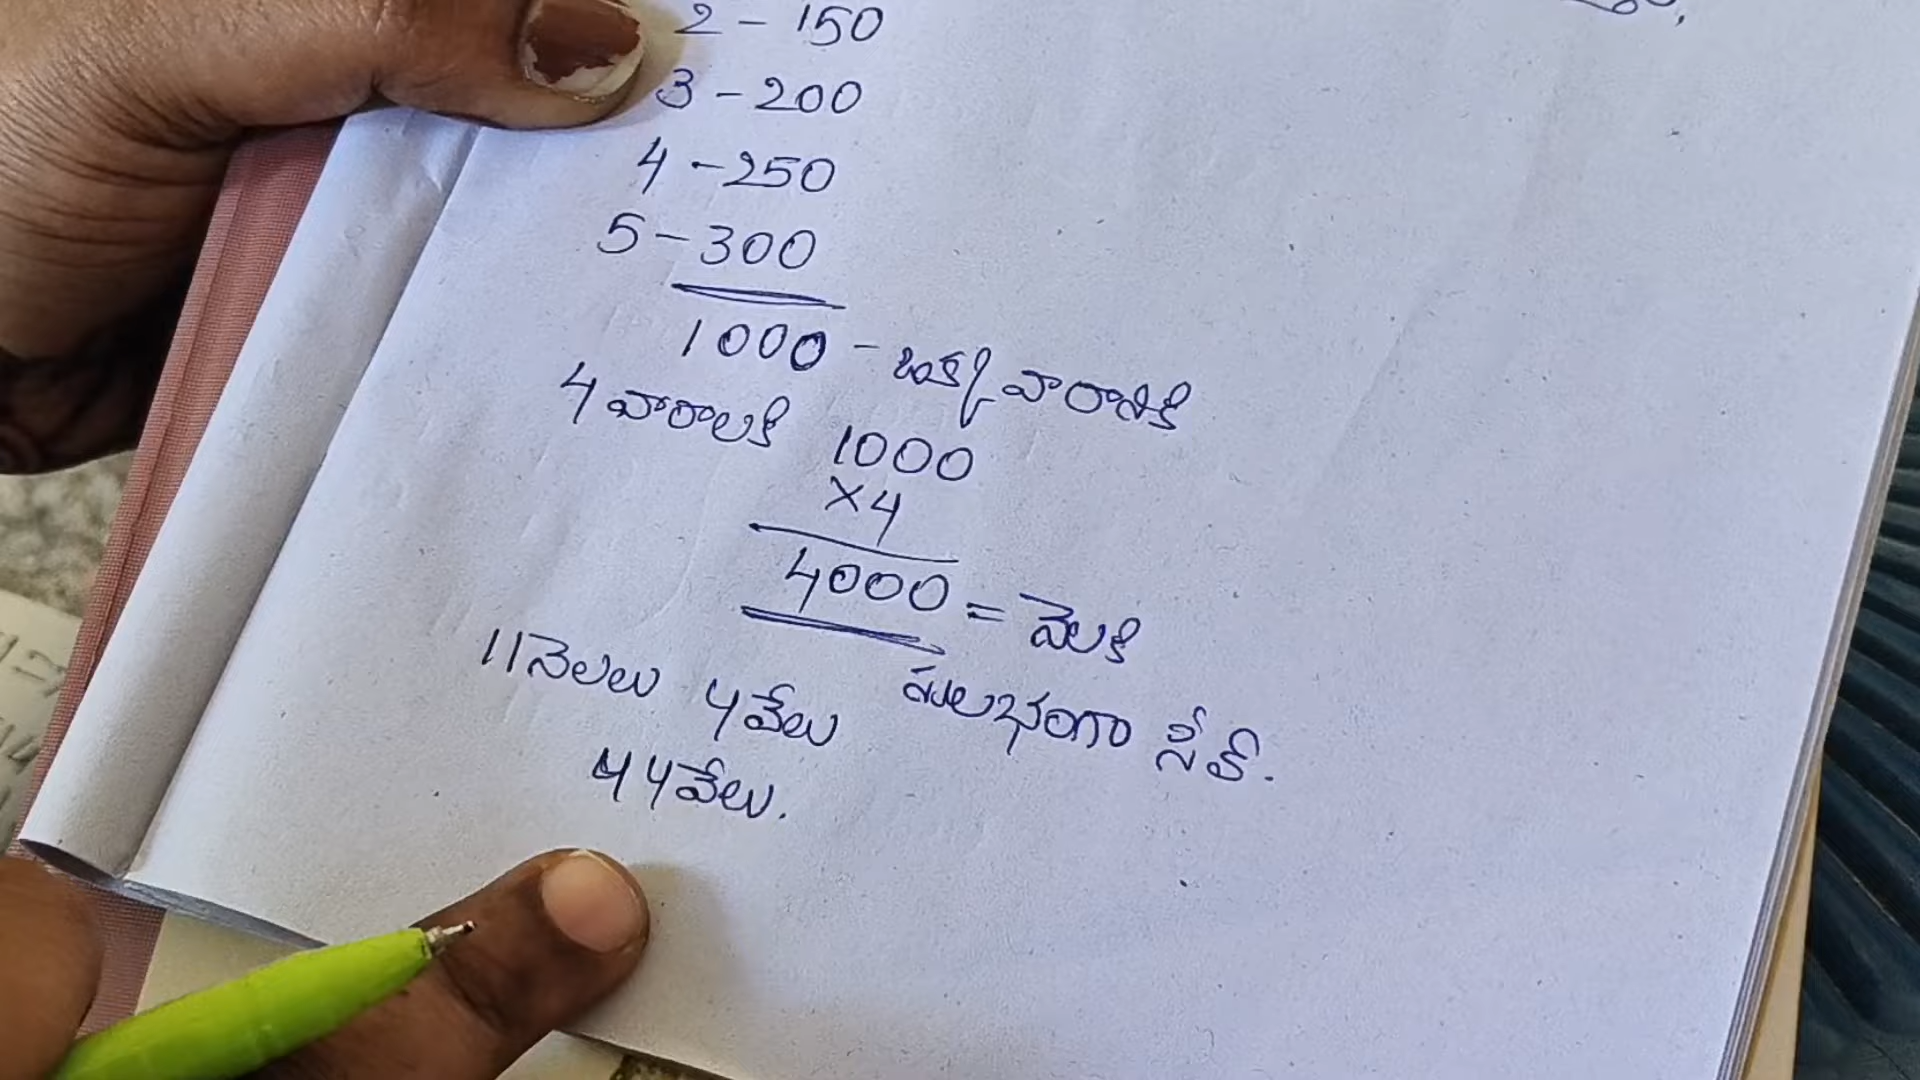 2 - 150
3 - 200
4 - 250
5 - 300
1000 - ఒక్క వారానికి
4 వారాలకి 1000
×4
4000 = మెలకి
11 నెలలు 4 వేలు సులభంగా సేవ్.
44 వేలు.